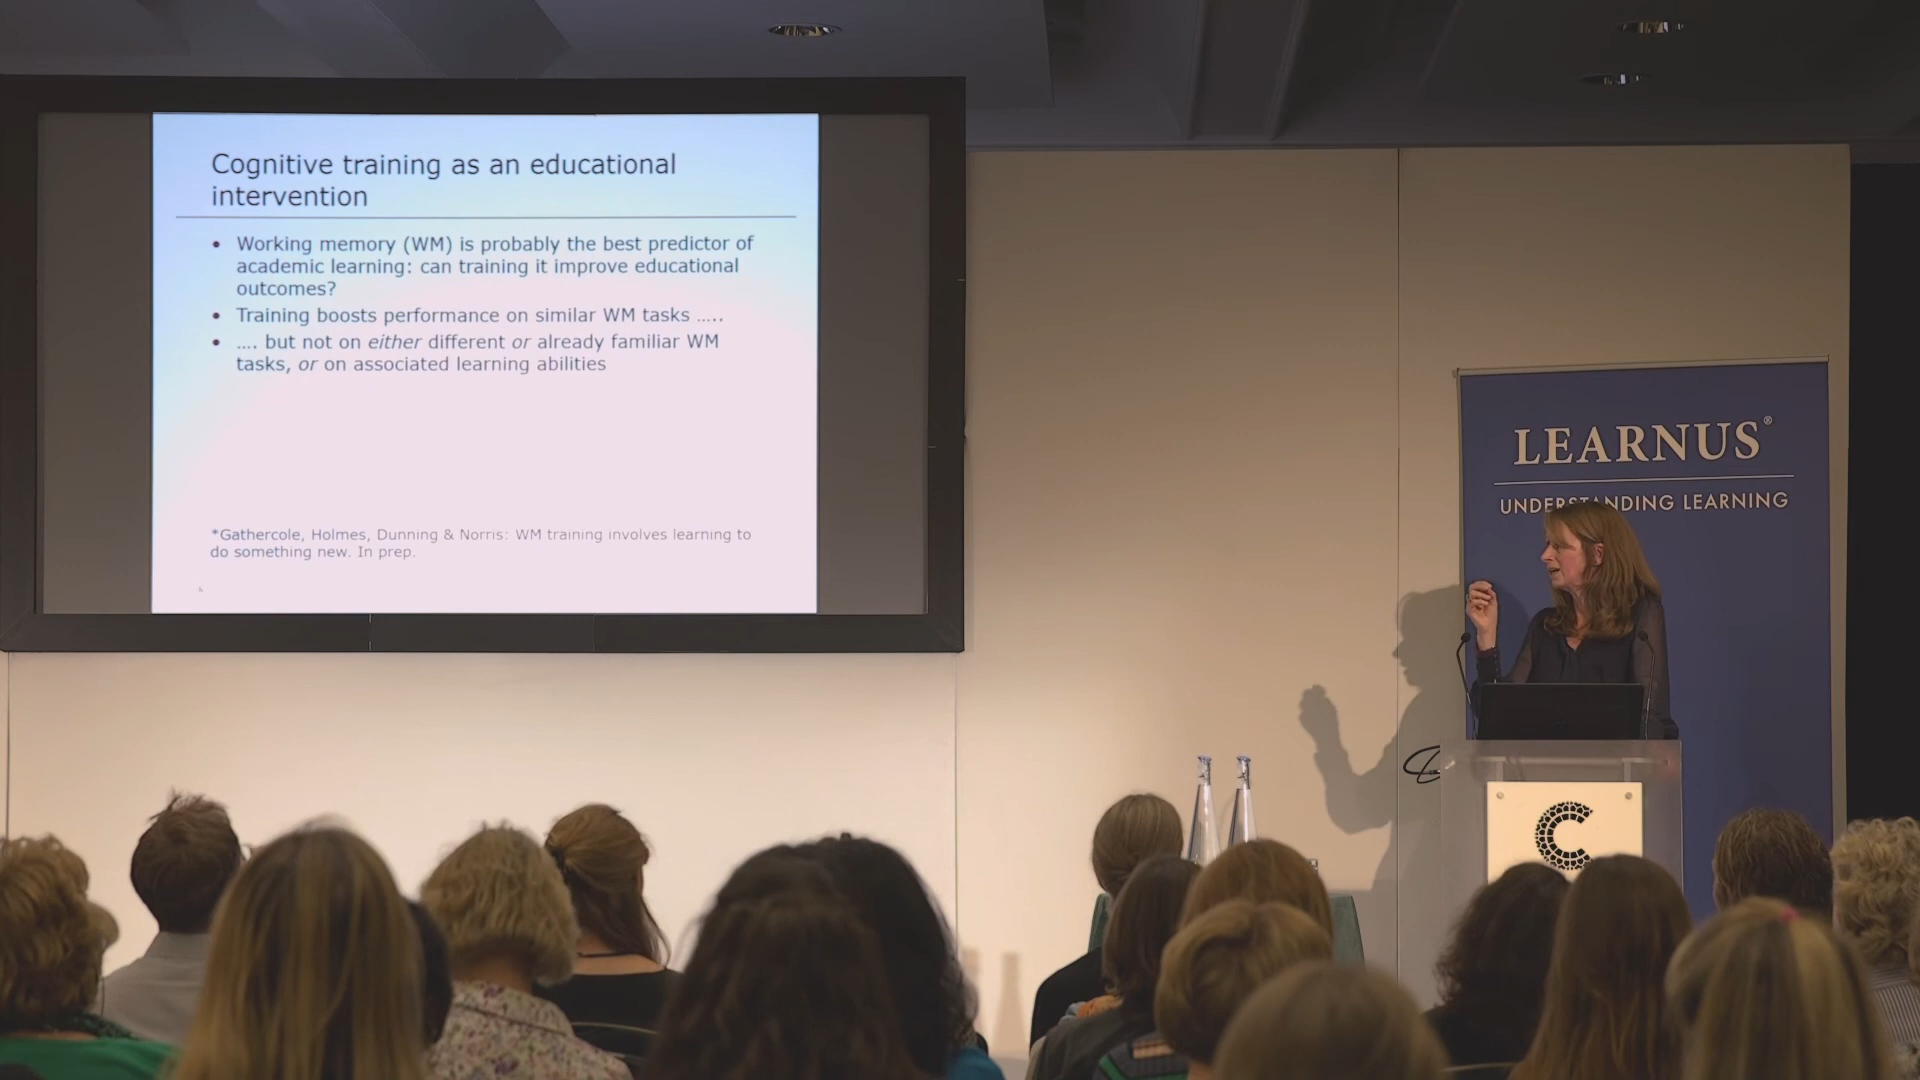 Cognitive training as an educational
intervention
• Working memory (WM) is probably the best predictor of
academic learning: can training it improve educational
outcomes?
• Training boosts performance on similar WM tasks .....
• .... but not on either different or already familiar WM
tasks, or on associated learning abilities
*Gathercole, Holmes, Dunning & Norris: WM training involves learning to
do something new. In prep.
LEARNUS®
UNDERSTANDING LEARNING
C